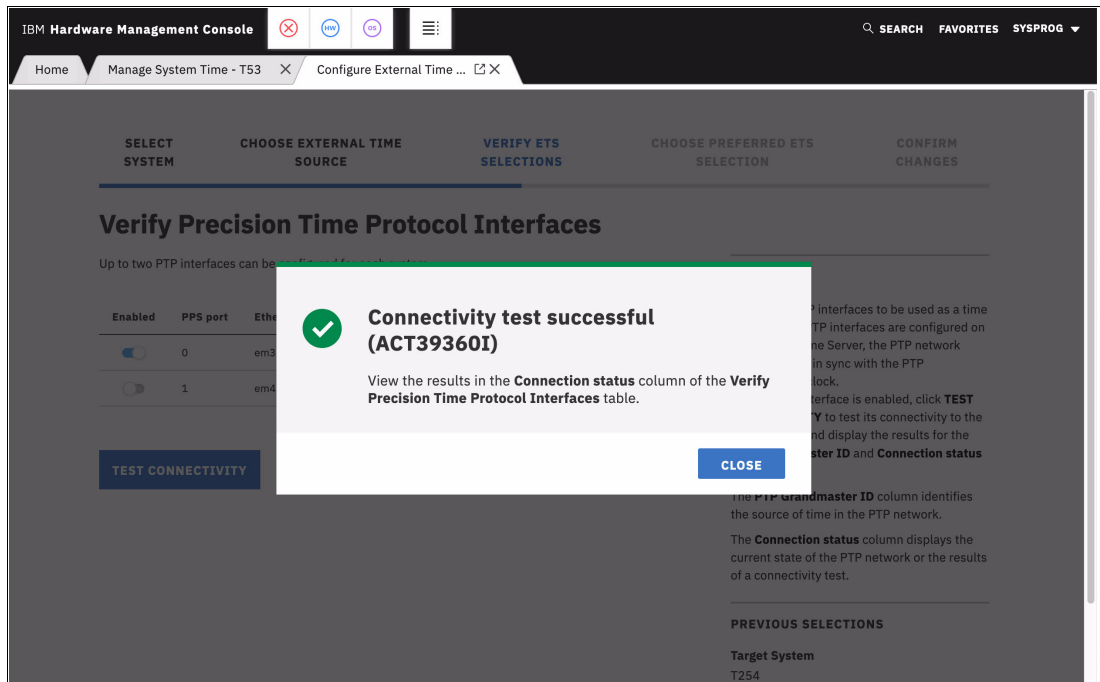 IBM Hardware Management Console
HW
OS
SEARCH FAVORITES SYSPROG
Home
Manage System Time - T53
Configure External Time ...
SELECT
SYSTEM
CHOOSE EXTERNAL TIME
SOURCE
VERIFY ETS
SELECTIONS
CHOOSE PREFERRED ETS
SELECTION
CONFIRM
CHANGES
Verify Precision Time Protocol Interfaces
Up to two PTP interfaces can be
Enabled PPS port
0 em3
1 em4
TEST CONNECTIVITY
Connectivity test successful
(ACT39360I)
View the results in the Connection status column of the Verify
Precision Time Protocol Interfaces table.
CLOSE
interfaces to be used as a time
TP interfaces are configured on
ne Server, the PTP network
in sync with the PTP
lock.
terface is enabled, click TEST
Y to test its connectivity to the
nd display the results for the
ster ID and Connection status
The PTP Grandmaster ID column identifies
the source of time in the PTP network.
The Connection status column displays the
current state of the PTP network or the results
of a connectivity test.
PREVIOUS SELECTIONS
Target System
T254